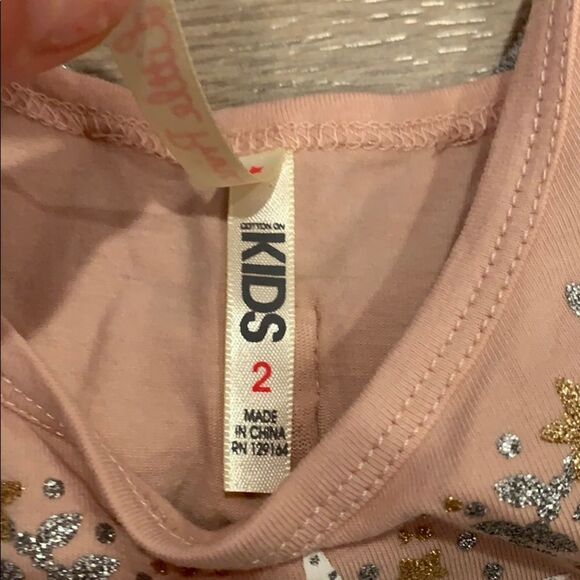 COTTON ON
KIDS
2
MADE
IN CHINA
RN 129164